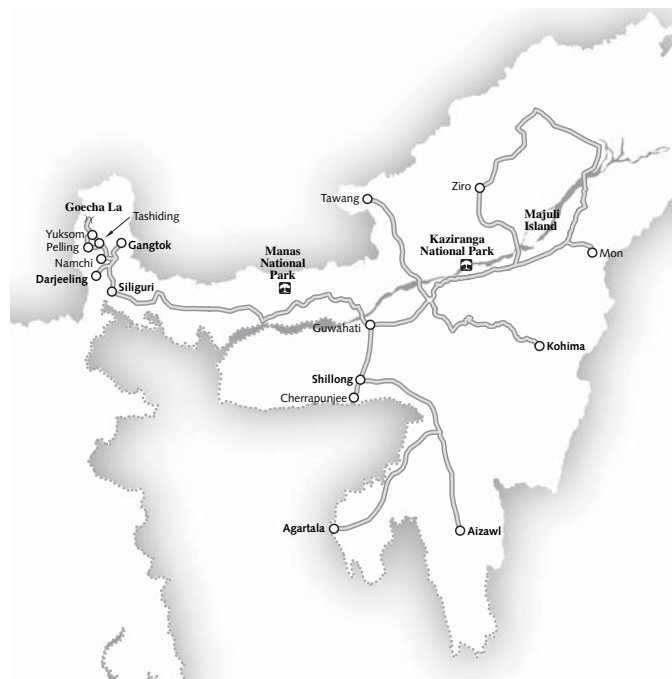 Ziro
Tawang
Majuli
Island
Goecha La
Tashiding
Yuksom
Pelling
Gangtok
Kaziranga
National Park
Manas
National
Park
Mon
Namchi
Darjeeling
Siliguri
Guwahati
Kohima
Shillong
Cherrapunjee
Agartala
Aizawl